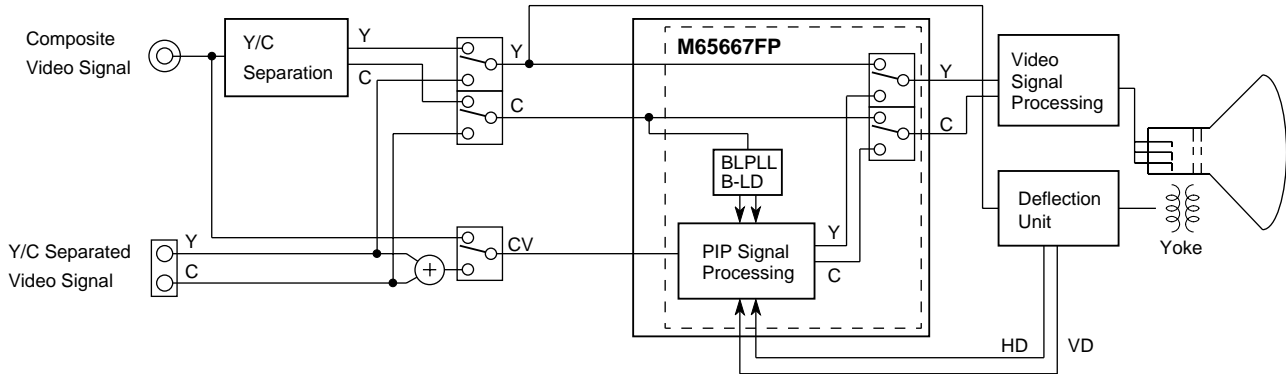 Composite
Video Signal
Y/C
Separation
Y
C
Y
C
M65667FP
Y
C
Video
Signal
Processing
BLPLL
B-LD
Deflection
Unit
Yoke
Y/C Separated
Video Signal
Y
C
+
CV
PIP Signal
Processing
Y
C
HD
VD